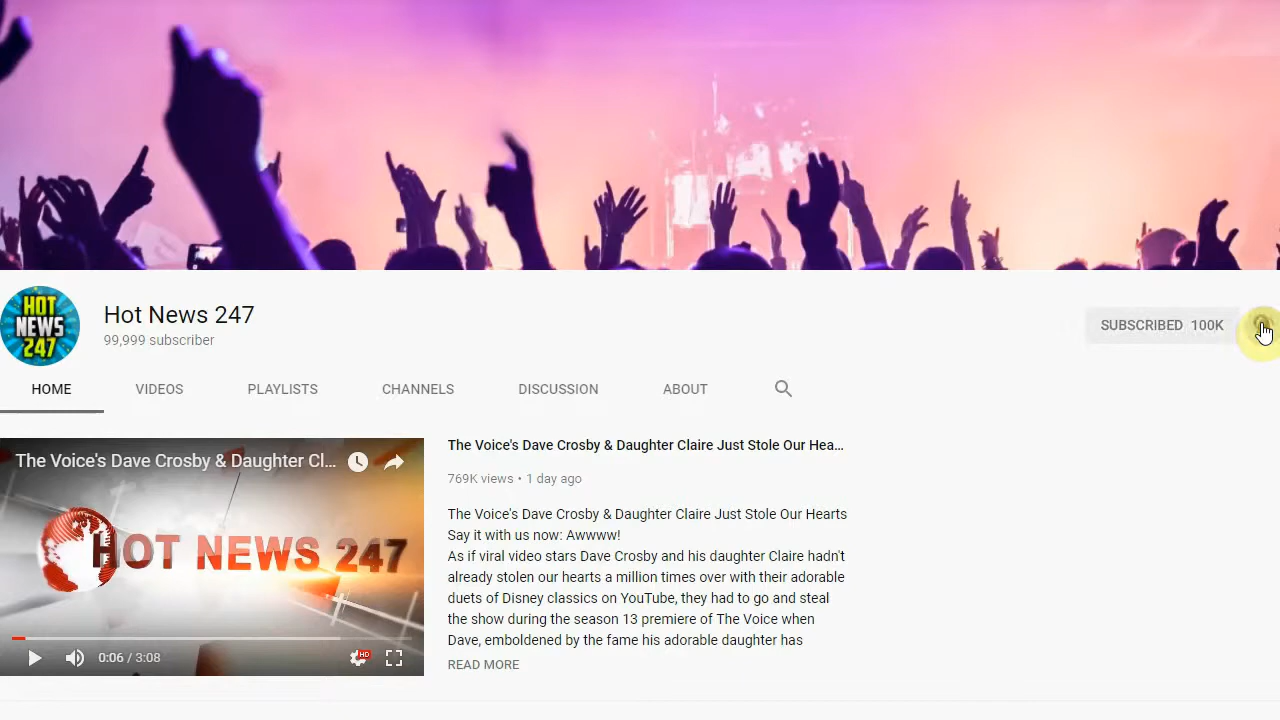 HOT
NEWS
247
Hot News 247
99,999 subscriber
SUBSCRIBED 100K
HOME VIDEOS PLAYLISTS CHANNELS DISCUSSION ABOUT
The Voice's Dave Crosby & Daughter Cl...
HOT NEWS 247
0:06 / 3:08
HD
The Voice's Dave Crosby & Daughter Claire Just Stole Our Hea...
769K views • 1 day ago
The Voice's Dave Crosby & Daughter Claire Just Stole Our Hearts
Say it with us now: Awwww!
As if viral video stars Dave Crosby and his daughter Claire hadn't
already stolen our hearts a million times over with their adorable
duets of Disney classics on YouTube, they had to go and steal
the show during the season 13 premiere of The Voice when
Dave, emboldened by the fame his adorable daughter has
READ MORE